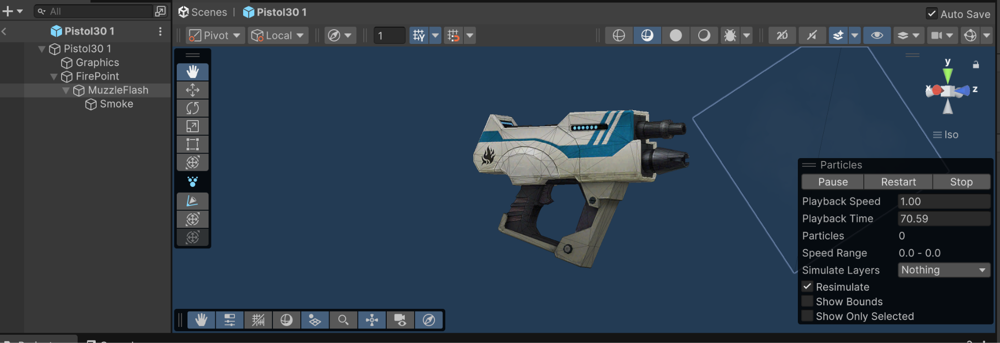 All
Scenes | Pistol30 1
Auto Save
Pistol30 1
Pivot
Local
1
2D
Pistol30 1
Graphics
FirePoint
MuzzleFlash
Smoke
y
x
z
Iso
Particles
Pause
Restart
Stop
Playback Speed 1.00
Playback Time 70.59
Particles 0
Speed Range 0.0 - 0.0
Simulate Layers Nothing
Resimulate
Show Bounds
Show Only Selected